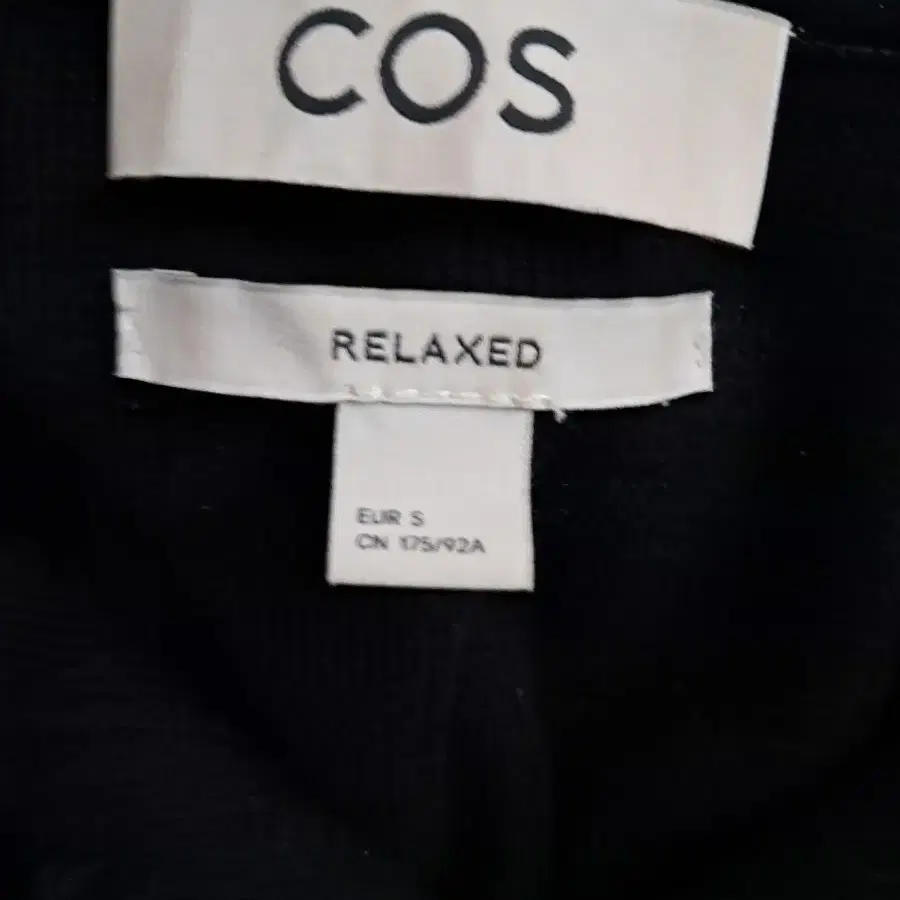 COS
RELAXED
EUR S
CN 175/92A